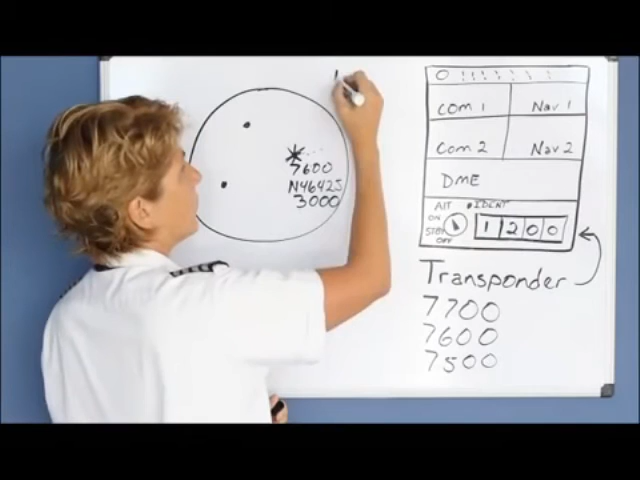 7600
N4642J
3000
Com 1
Nav 1
Com 2
Nav 2
DME
ALT
IDENT
ON
STBY
OFF
1200
Transponder
7700
7600
7500